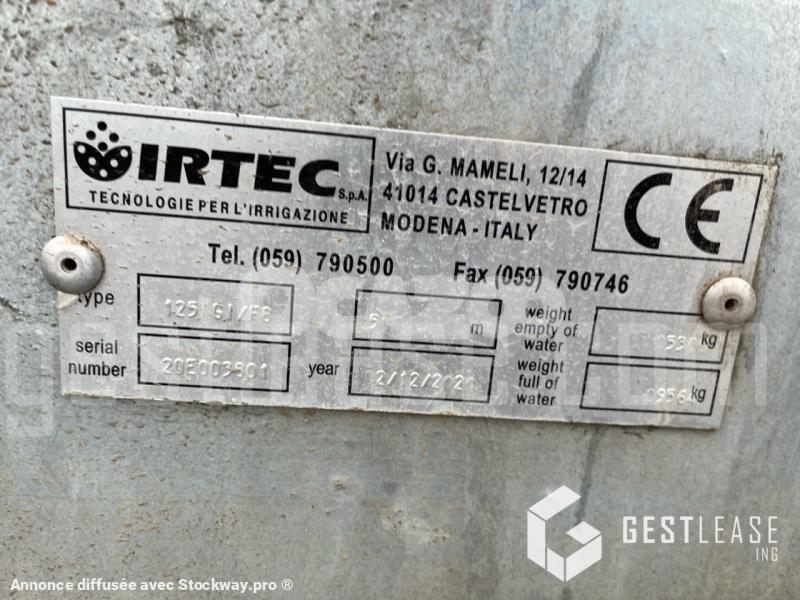 IRTEC S.p.A.
TECNOLOGIE PER L'IRRIGAZIONE
Via G. MAMELI, 12/14
41014 CASTELVETRO
MODENA - ITALY
CE
Tel. (059) 790500 Fax (059) 790746
type m weight empty of water kg
serial number year weight full of water kg
GESTLEASE
ING
Annonce diffusée avec Stockway.pro ®